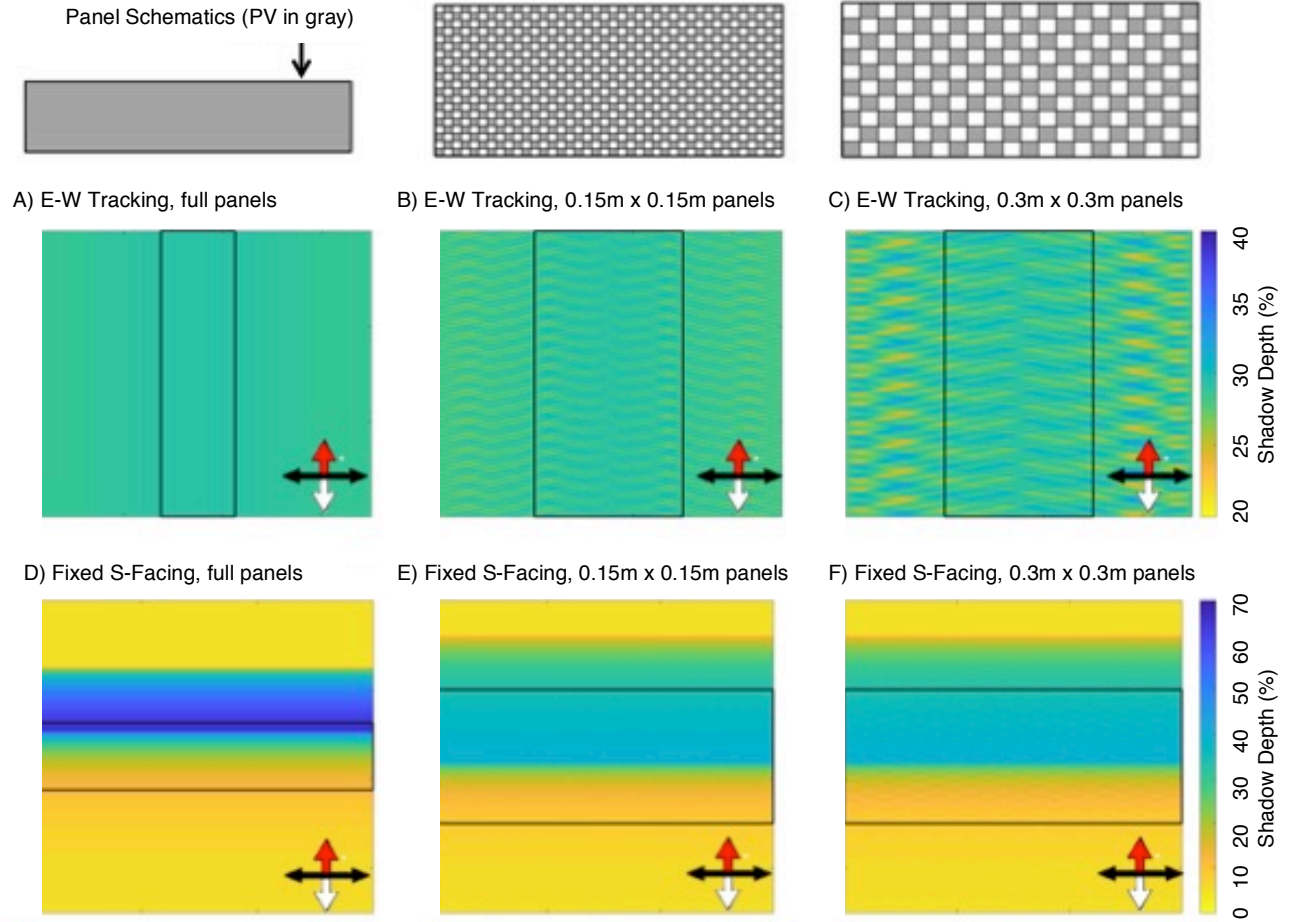 Panel Schematics (PV in gray)
A) E-W Tracking, full panels
B) E-W Tracking, 0.15m x 0.15m panels
C) E-W Tracking, 0.3m x 0.3m panels
40
35
30
25
20
Shadow Depth (%)
D) Fixed S-Facing, full panels
E) Fixed S-Facing, 0.15m x 0.15m panels
F) Fixed S-Facing, 0.3m x 0.3m panels
70
60
50
40
30
20
10
0
Shadow Depth (%)